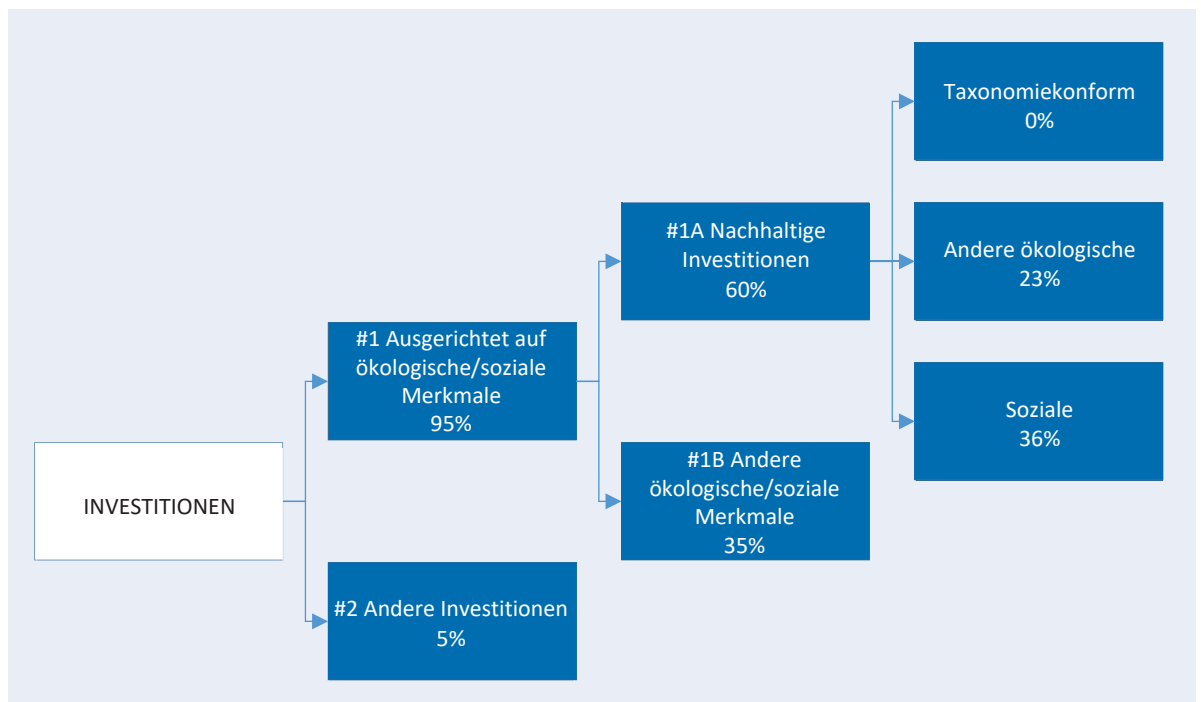 INVESTITIONEN
#1 Ausgerichtet auf
ökologische/soziale
Merkmale
95%
#2 Andere Investitionen
5%
#1A Nachhaltige
Investitionen
60%
#1B Andere
ökologische/soziale
Merkmale
35%
Taxonomiekonform
0%
Andere ökologische
23%
Soziale
36%